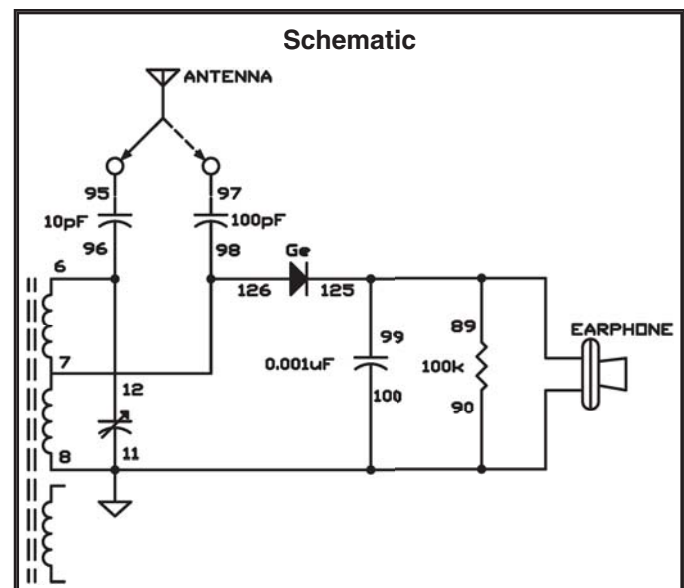 Schematic
ANTENNA
95 97
10pF 100pF
96 98
Ge
6
126 125
99 89 EARPHONE
7
0.001uF 100k
12
100 90
8 11